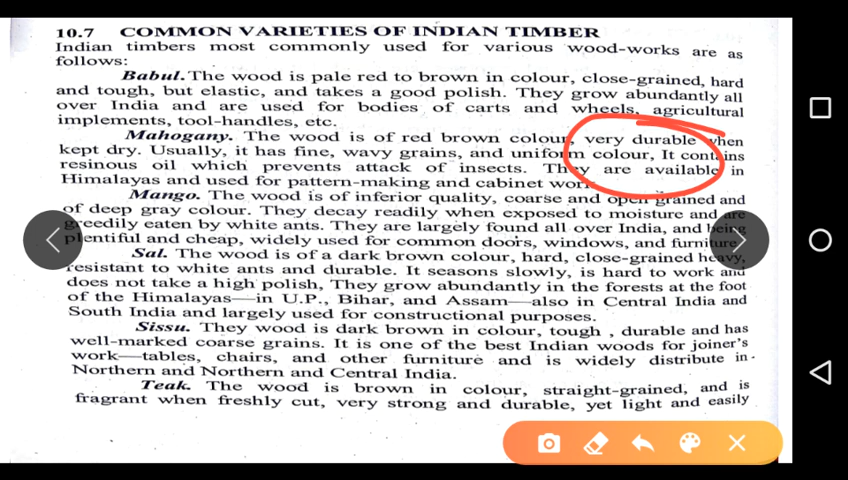 10.7 COMMON VARIETIES OF INDIAN TIMBER
Indian timbers most commonly used for various wood-works are as
follows:
Babul. The wood is pale red to brown in colour, close-grained, hard
and tough, but elastic, and takes a good polish. They grow abundantly all
over India and are used for bodies of carts and wheels, agricultural
implements, tool-handles, etc.
Mahogany. The wood is of red brown colour, very durable when
kept dry. Usually, it has fine, wavy grains, and uniform colour, It contains
resinous oil which prevents attack of insects. They are available in
Himalayas and used for pattern-making and cabinet work.
Mango. The wood is of inferior quality, coarse and open grained and
of deep gray colour. They decay readily when exposed to moisture and are
greedily eaten by white ants. They are largely found all over India, and being
plentiful and cheap, widely used for common doors, windows, and furniture
Sal. The wood is of a dark brown colour, hard, close-grained heavy,
resistant to white ants and durable. It seasons slowly, is hard to work and
does not take a high polish, They grow abundantly in the forests at the foot
of the Himalayas—in U.P., Bihar, and Assam—also in Central India and
South India and largely used for constructional purposes.
Sissu. They wood is dark brown in colour, tough , durable and has
well-marked coarse grains. It is one of the best Indian woods for joiner's
work—tables, chairs, and other furniture and is widely distribute in
Northern and Northern and Central India.
Teak. The wood is brown in colour, straight-grained, and is
fragrant when freshly cut, very strong and durable, yet light and easily